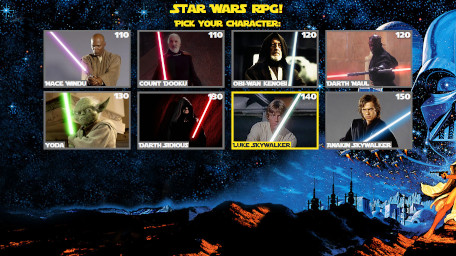 STAR WARS RPG!
PICK YOUR CHARACTER:
110 110 120 120
MACE WINDU COUNT DOOKU OBI-WAN KENOBI DARTH MAUL
130 130 140 150
YODA DARTH SIDIOUS LUKE SKYWALKER ANAKIN SKYWALKER